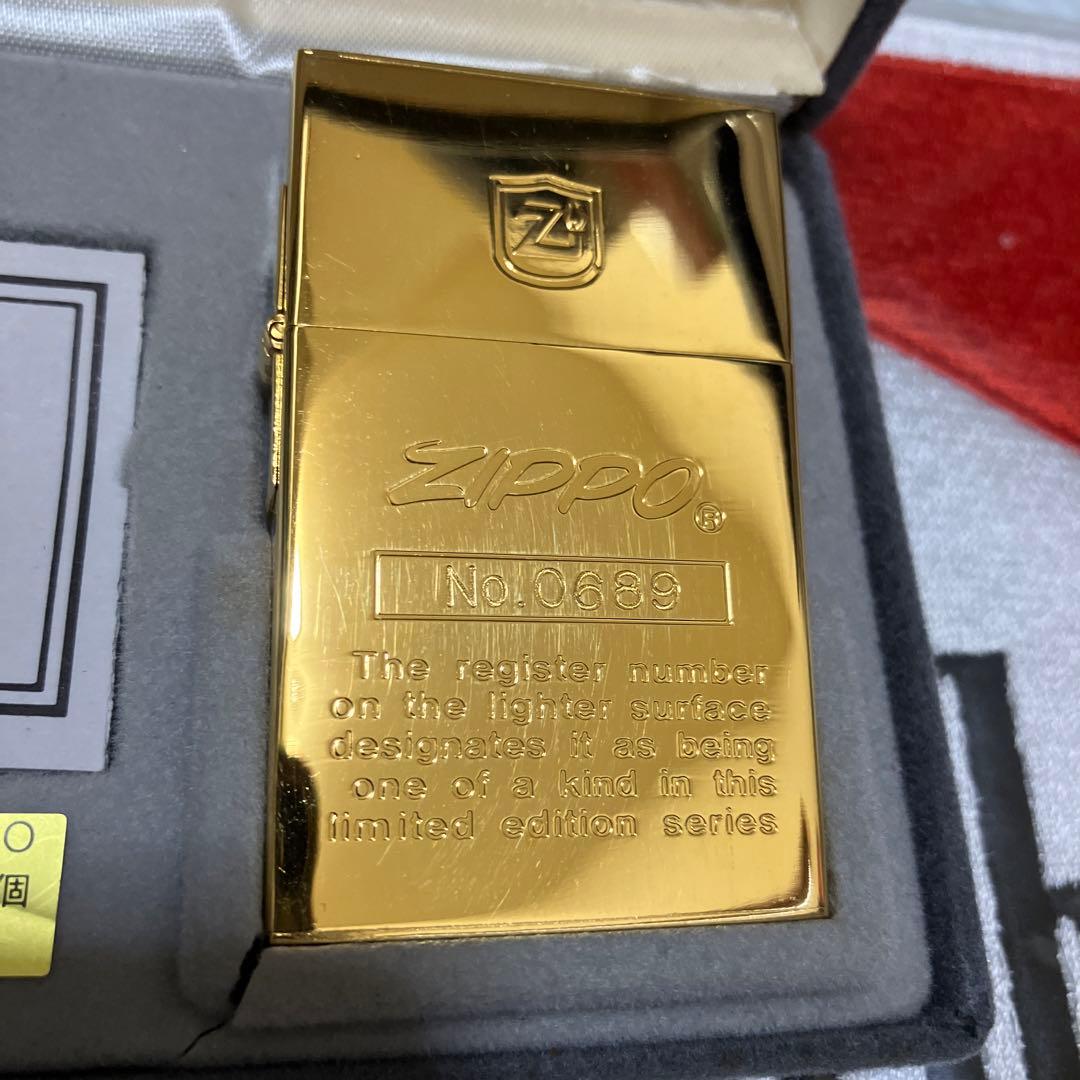 Z
ZIPPO®
No.0689
The register number
on the lighter surface
designates it as being
one of a kind in this
limited edition series
O
個